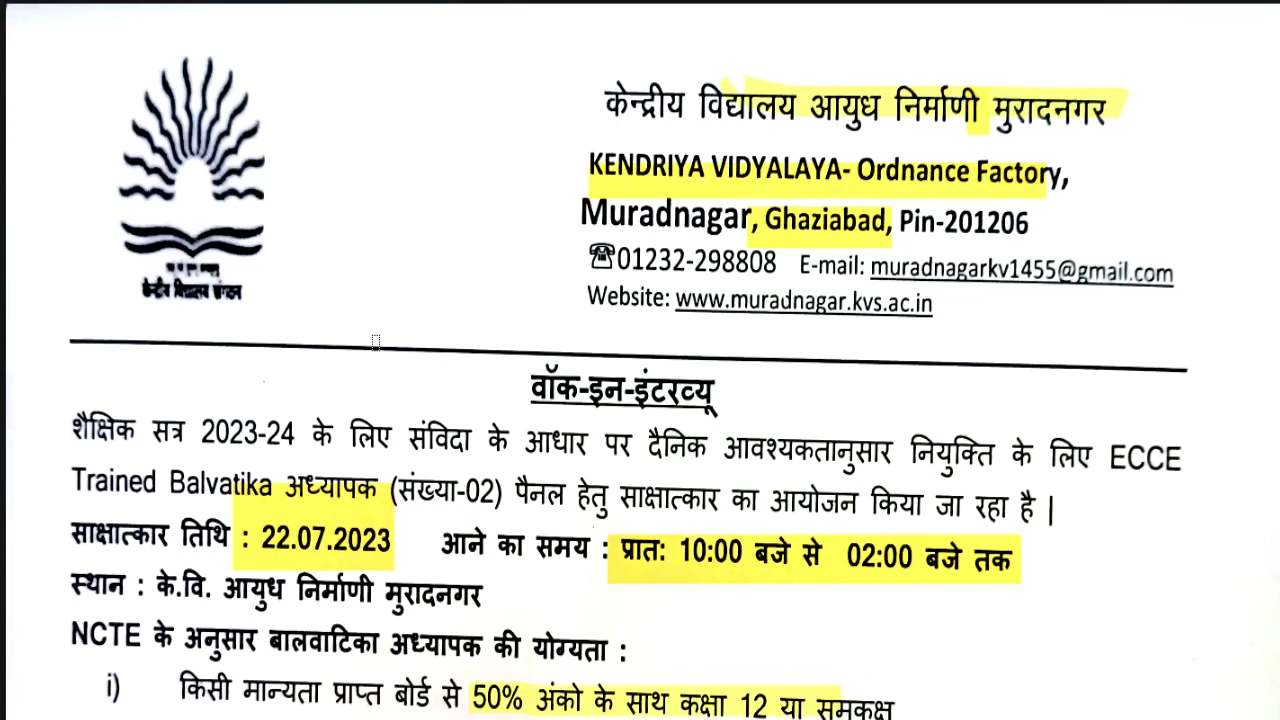 केन्द्रीय विद्यालय आयुध निर्माणी मुरादनगर
KENDRIYA VIDYALAYA- Ordnance Factory,
Muradnagar, Ghaziabad, Pin-201206
☎01232-298808 E-mail: muradnagarkv1455@gmail.com
Website: www.muradnagar.kvs.ac.in
केन्द्रीय विद्यालय संगठन
वॉक-इन-इंटरव्यू
शैक्षिक सत्र 2023-24 के लिए संविदा के आधार पर दैनिक आवश्यकतानुसार नियुक्ति के लिए ECCE
Trained Balvatika अध्यापक (संख्या-02) पैनल हेतु साक्षात्कार का आयोजन किया जा रहा है |
साक्षात्कार तिथि : 22.07.2023 आने का समय : प्रात: 10:00 बजे से 02:00 बजे तक
स्थान : के.वि. आयुध निर्माणी मुरादनगर
NCTE के अनुसार बालवाटिका अध्यापक की योग्यता :
i) किसी मान्यता प्राप्त बोर्ड से 50% अंको के साथ कक्षा 12 या समकक्ष